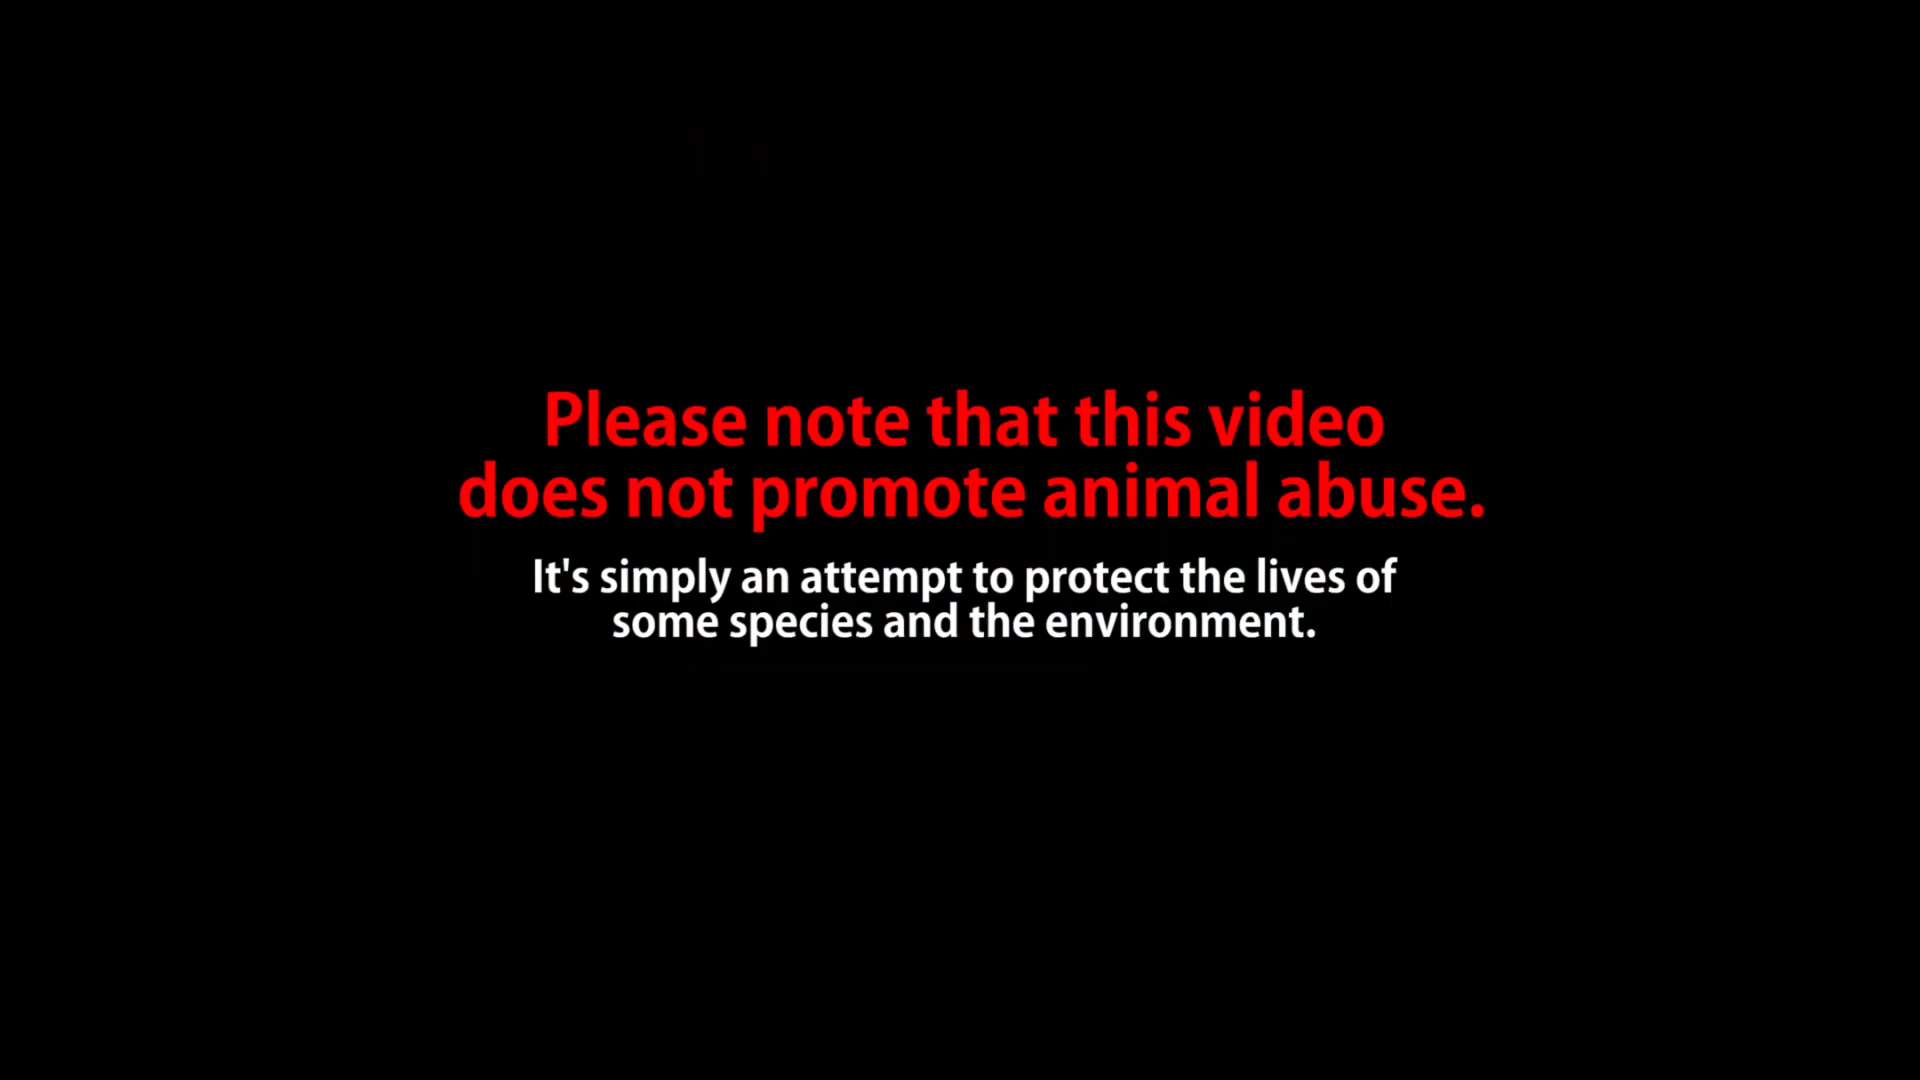 Please note that this video
does not promote animal abuse.
It's simply an attempt to protect the lives of
some species and the environment.